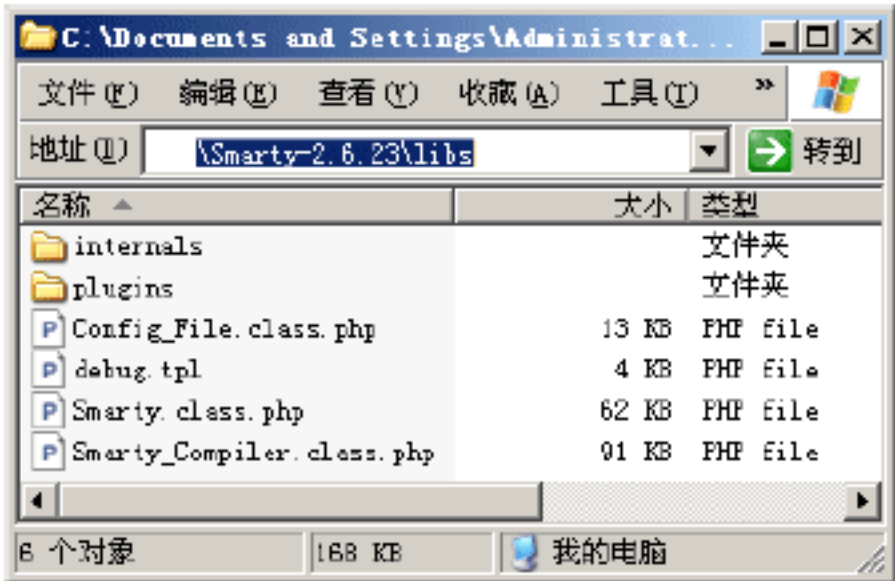 C:\Documents and Settings\Administrat...
文件(F) 编辑(E) 查看(V) 收藏(A) 工具(T) »
地址(D) \Smarty-2.6.23\libs 转到
名称 大小 类型
internals 文件夹
plugins 文件夹
Config_File.class.php 13 KB PHP file
debug.tpl 4 KB PHP file
Smarty.class.php 62 KB PHP file
Smarty_Compiler.class.php 91 KB PHP file
6 个对象 168 KB 我的电脑